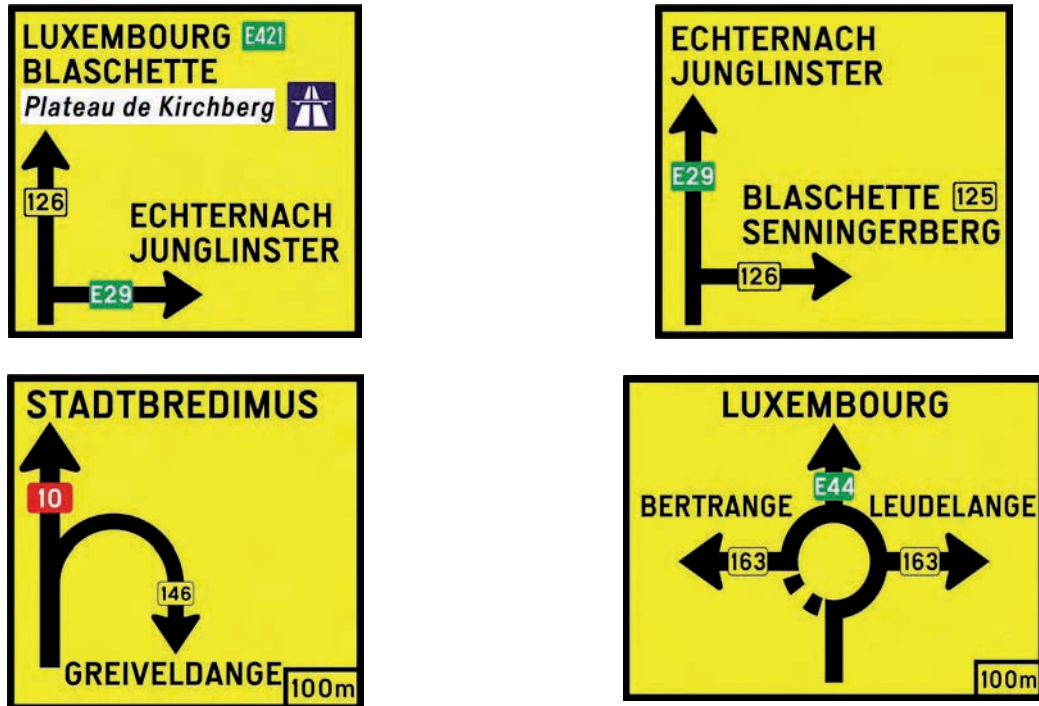 LUXEMBOURG E421
BLASCHETTE
Plateau de Kirchberg
126
ECHTERNACH
JUNGLINSTER
E29
ECHTERNACH
JUNGLINSTER
E29
BLASCHETTE 125
SENNINGERBERG
126
STADTBREDIMUS
10
146
GREIVELDANGE
100m
LUXEMBOURG
E44
BERTRANGE
LEUDELANGE
163
163
100m